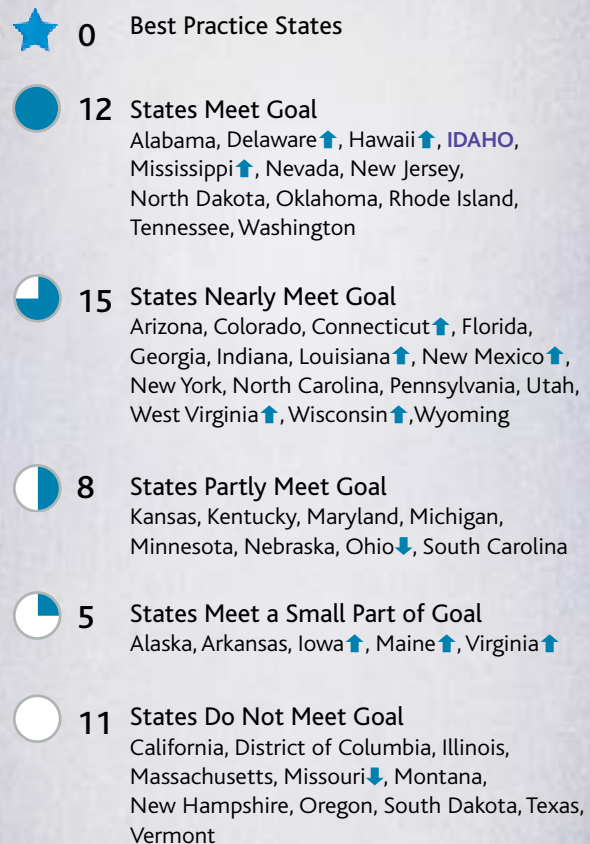 0 Best Practice States
12 States Meet Goal
Alabama, Delaware⬆, Hawaii⬆, IDAHO,
Mississippi⬆, Nevada, New Jersey,
North Dakota, Oklahoma, Rhode Island,
Tennessee, Washington
15 States Nearly Meet Goal
Arizona, Colorado, Connecticut⬆, Florida,
Georgia, Indiana, Louisiana⬆, New Mexico⬆,
New York, North Carolina, Pennsylvania, Utah,
West Virginia⬆, Wisconsin⬆,Wyoming
8 States Partly Meet Goal
Kansas, Kentucky, Maryland, Michigan,
Minnesota, Nebraska, Ohio⬇, South Carolina
5 States Meet a Small Part of Goal
Alaska, Arkansas, Iowa⬆, Maine⬆, Virginia⬆
11 States Do Not Meet Goal
California, District of Columbia, Illinois,
Massachusetts, Missouri⬇, Montana,
New Hampshire, Oregon, South Dakota, Texas,
Vermont